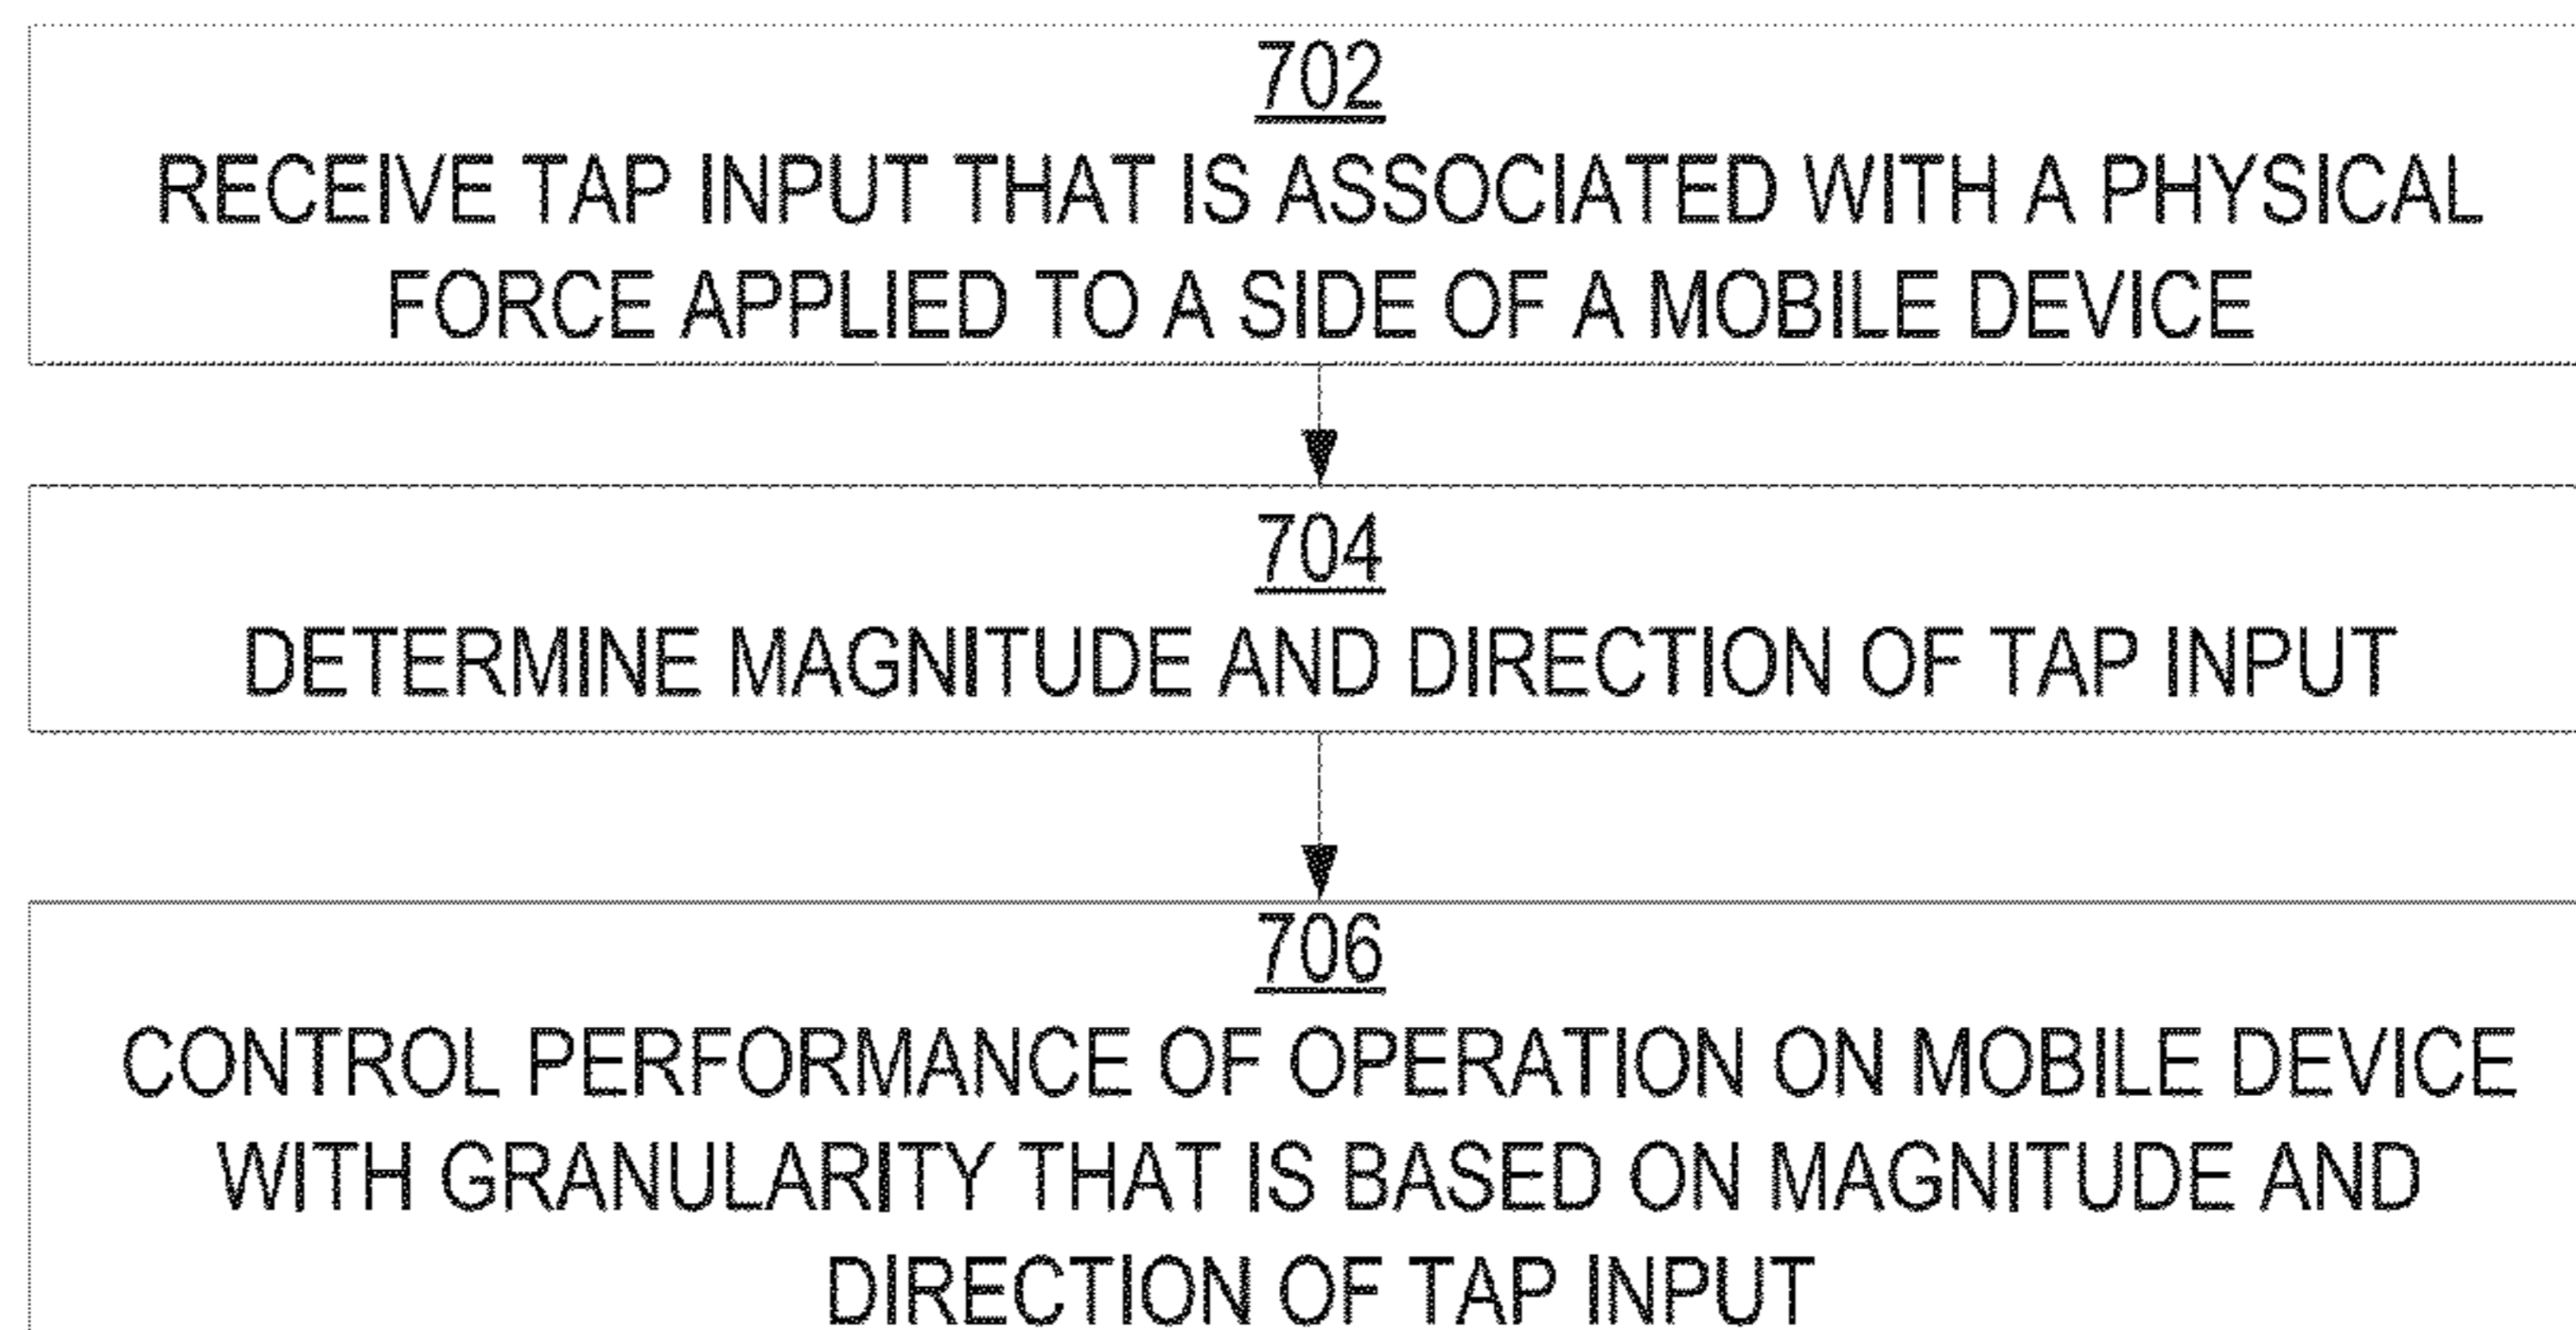 702
RECEIVE TAP INPUT THAT IS ASSOCIATED WITH A PHYSICAL
FORCE APPLIED TO A SIDE OF A MOBILE DEVICE
704
DETERMINE MAGNITUDE AND DIRECTION OF TAP INPUT
706
CONTROL PERFORMANCE OF OPERATION ON MOBILE DEVICE
WITH GRANULARITY THAT IS BASED ON MAGNITUDE AND
DIRECTION OF TAP INPUT